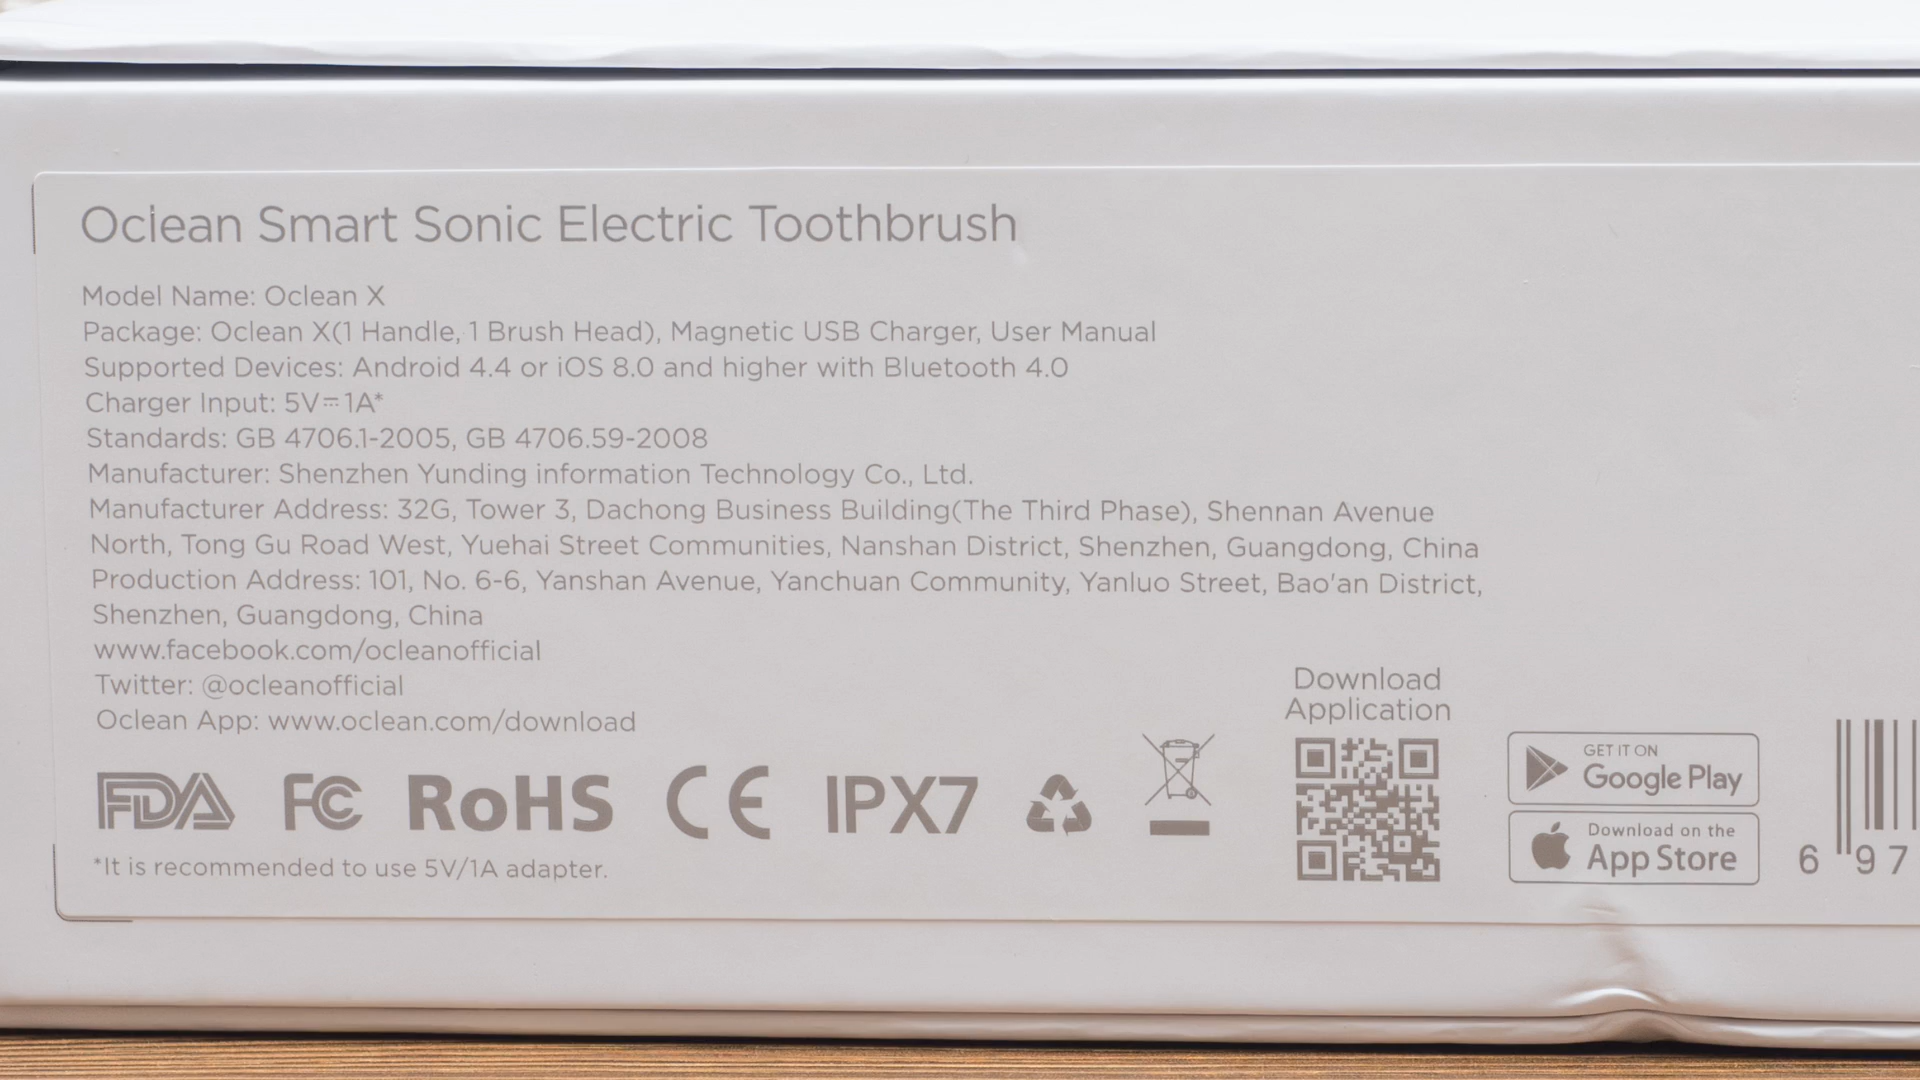 Oclean Smart Sonic Electric Toothbrush
Model Name: Oclean X
Package: Oclean X(1 Handle, 1 Brush Head), Magnetic USB Charger, User Manual
Supported Devices: Android 4.4 or iOS 8.0 and higher with Bluetooth 4.0
Charger Input: 5V⎓1A*
Standards: GB 4706.1-2005, GB 4706.59-2008
Manufacturer: Shenzhen Yunding information Technology Co., Ltd.
Manufacturer Address: 32G, Tower 3, Dachong Business Building(The Third Phase), Shennan Avenue
North, Tong Gu Road West, Yuehai Street Communities, Nanshan District, Shenzhen, Guangdong, China
Production Address: 101, No. 6-6, Yanshan Avenue, Yanchuan Community, Yanluo Street, Bao'an District,
Shenzhen, Guangdong, China
www.facebook.com/ocleanofficial
Twitter: @ocleanofficial
Oclean App: www.oclean.com/download
FDA FC RoHS CE IPX7
*It is recommended to use 5V/1A adapter.
Download
Application
GET IT ON
Google Play
Download on the
App Store
6 97